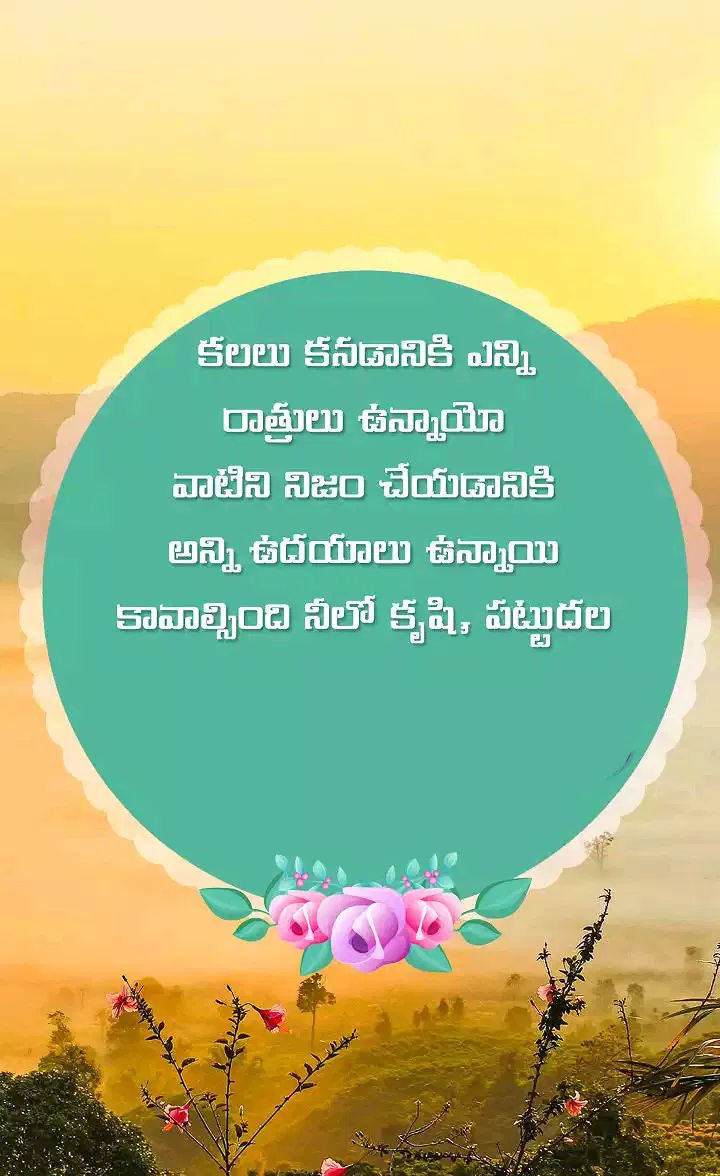 కలలు కనడానికి ఎన్ని
రాత్రులు ఉన్నాయో
వాటిని నిజం చేయడానికి
అన్ని ఉదయాలు ఉన్నాయి
కావాల్సింది నీలో కృషి, పట్టుదల